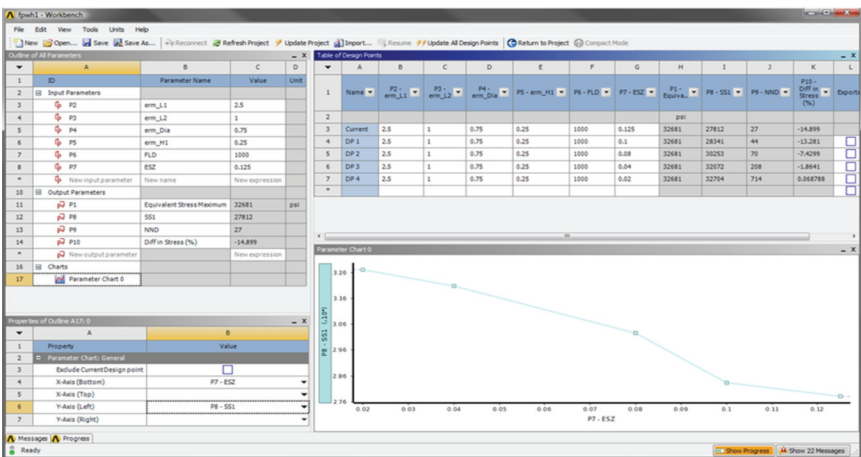 fpwh1 - Workbench
File Edit View Tools Units Help
New Open... Save Save As... Reconnect Refresh Project Update Project Import... Resume Update All Design Points Return to Project Compact Mode
Outline of All Parameters
A B C D
1 ID Parameter Name Value Unit
2 Input Parameters
3 P2 erm_L1 2.5
4 P3 erm_L2 1
5 P4 erm_Dia 0.75
6 P5 erm_H1 0.25
7 P6 FLD 1000
8 P7 ESZ 0.125
* New input parameter New name New expression
10 Output Parameters
11 P1 Equivalent Stress Maximum 32681 psi
12 P8 SS1 27812
13 P9 NND 27
14 P10 Diff in Stress (%) -14.899
* New output parameter New expression
16 Charts
17 Parameter Chart 0
Properties of Outline A17: 0
A B
1 Property Value
2 Parameter Chart: General
3 Exclude Current Design point
4 X-Axis (Bottom) P7 - ESZ
5 X-Axis (Top)
6 Y-Axis (Left) P8 - SS1
7 Y-Axis (Right)
Table of Design Points
A B C D E F G H I J K L
1 Name P2 - erm_L1 P3 - erm_L2 P4 - erm_Dia P5 - erm_H1 P6 - FLD P7 - ESZ P1 - Equiva... P8 - SS1 P9 - NND P10 - Diff in Stress (%) Exporte
2 psi
3 Current 2.5 1 0.75 0.25 1000 0.125 32681 27812 27 -14.899
4 DP 1 2.5 1 0.75 0.25 1000 0.1 32681 28341 44 -13.281
5 DP 2 2.5 1 0.75 0.25 1000 0.08 32681 30253 70 -7.4299
6 DP 3 2.5 1 0.75 0.25 1000 0.04 32681 32072 208 -1.8641
7 DP 4 2.5 1 0.75 0.25 1000 0.02 32681 32704 714 0.068788
*
Parameter Chart 0
P8 - SS1 (.10⁴)
3.26
3.16
3.06
2.96
2.86
2.76
0.02 0.03 0.04 0.05 0.06 0.07 0.08 0.09 0.1 0.11 0.12
P7 - ESZ
Messages Progress
Ready Show Progress Show 22 Messages